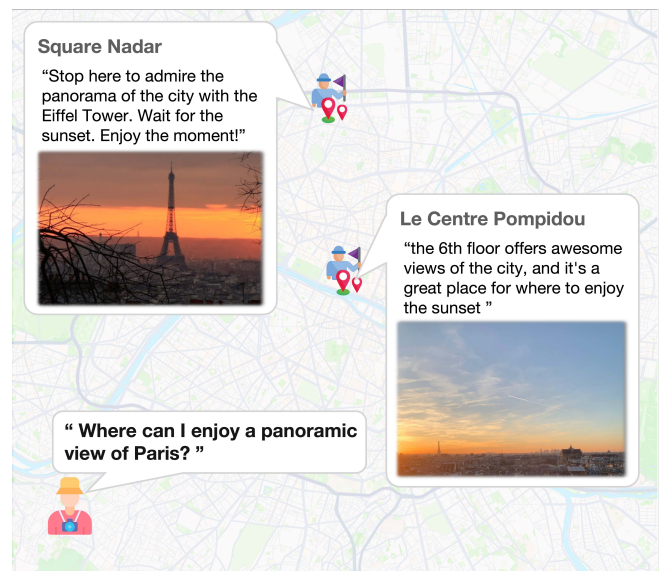 Square Nadar
“Stop here to admire the
panorama of the city with the
Eiffel Tower. Wait for the
sunset. Enjoy the moment!”
Le Centre Pompidou
“the 6th floor offers awesome
views of the city, and it's a
great place for where to enjoy
the sunset ”
“ Where can I enjoy a panoramic
view of Paris? ”